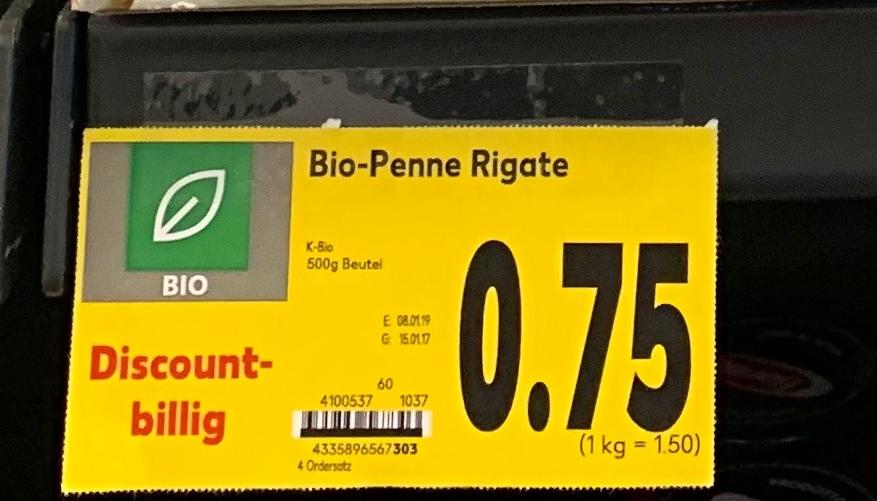 Bio-Penne Rigate
BIO
K-Bio
500g Beutel
Discount-
billig
E: 08.01.19
G: 15.01.17
60
4100537 1037
4335896567303
4 Ordersatz
0.75
(1 kg = 1.50)